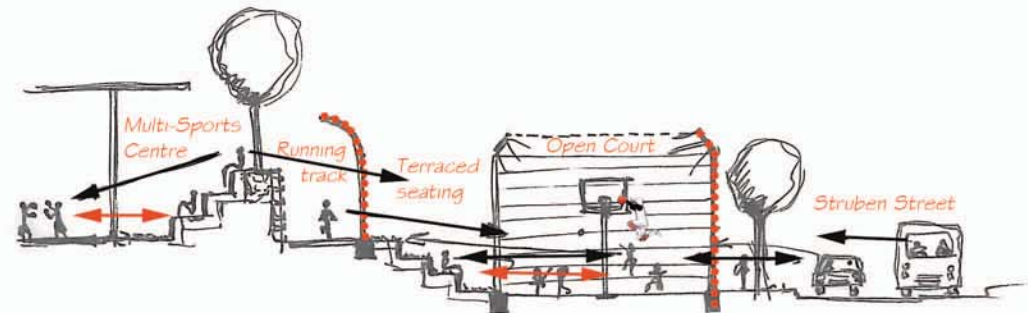 Multi-Sports
Centre
Running
track
Terraced
seating
Open Court
Struben Street